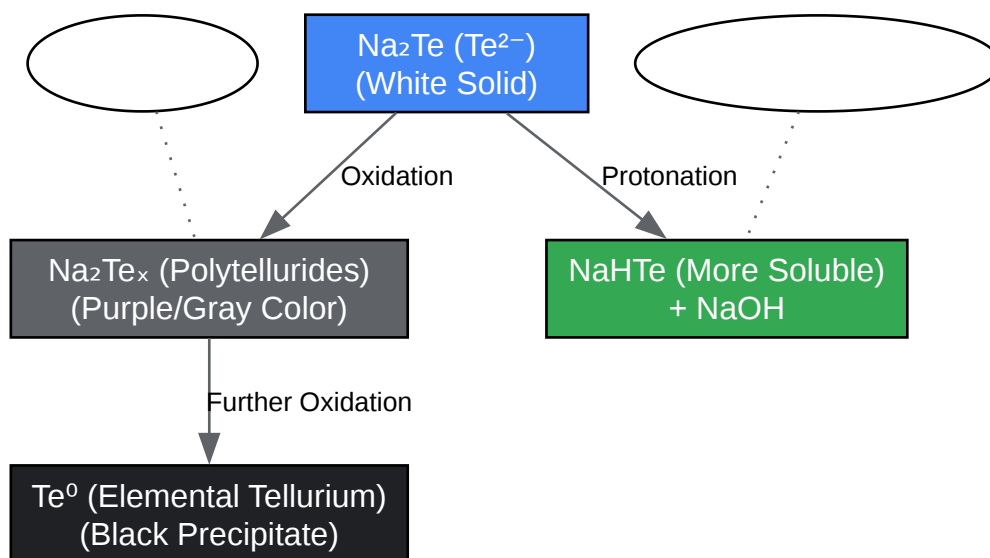 Na₂Te (Te²⁻)
(White Solid)
Oxidation
Protonation
Na₂Teₓ (Polytellurides)
(Purple/Gray Color)
NaHTe (More Soluble)
+ NaOH
Further Oxidation
Te⁰ (Elemental Tellurium)
(Black Precipitate)